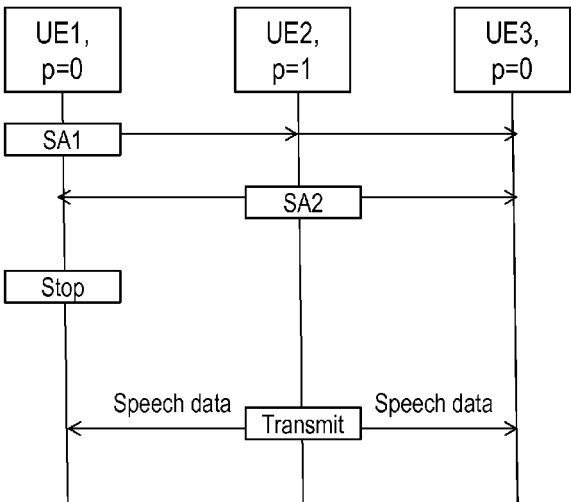 UE1,
p=0
UE2,
p=1
UE3,
p=0
SA1
SA2
Stop
Speech data
Transmit
Speech data